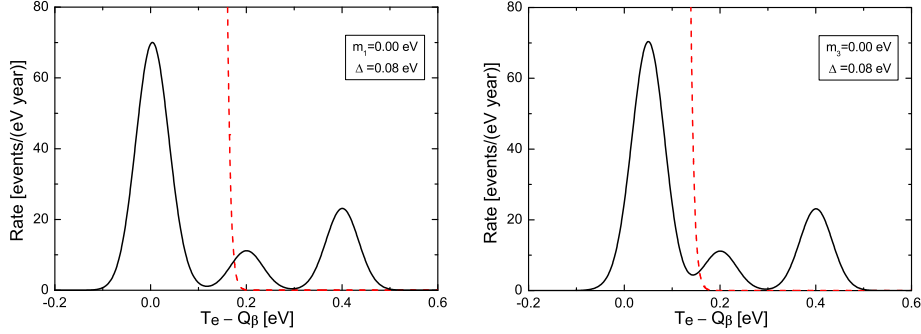 80
60
40
20
0
-0.2
0.0
0.2
0.4
0.6
Rate [events/(eV year)]
Te – Qβ [eV]
m1=0.00 eV
Δ =0.08 eV
80
60
40
20
0
-0.2
0.0
0.2
0.4
0.6
Rate [events/(eV year)]
Te – Qβ [eV]
m3=0.00 eV
Δ =0.08 eV